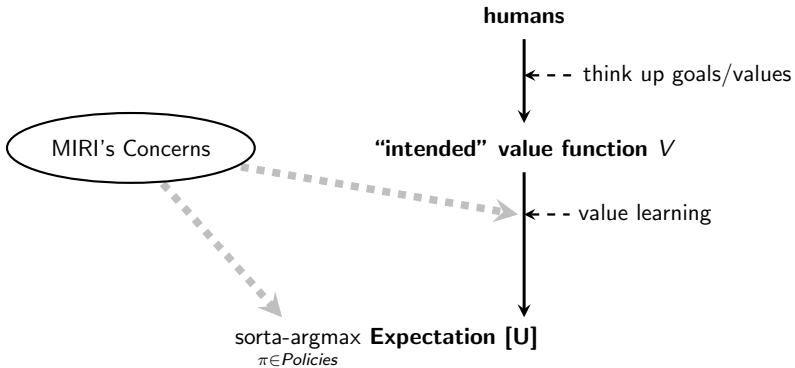 humans
think up goals/values
MIRI's Concerns
“intended” value function V
value learning
sorta-argmax Expectation [U]
π∈Policies